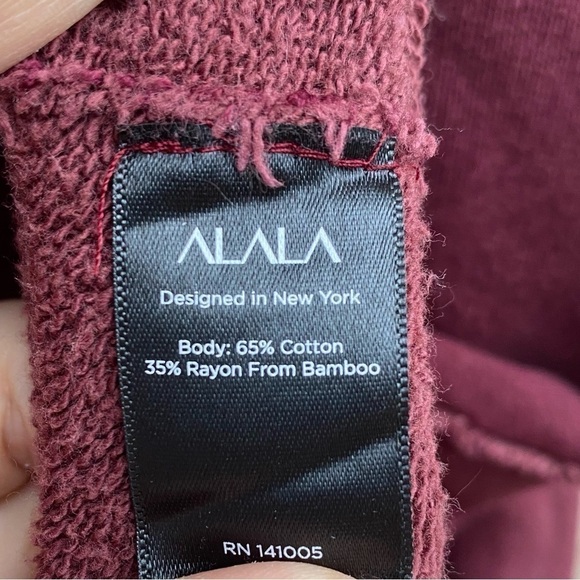 ALALA
Designed in New York
Body: 65% Cotton
35% Rayon From Bamboo
RN 141005